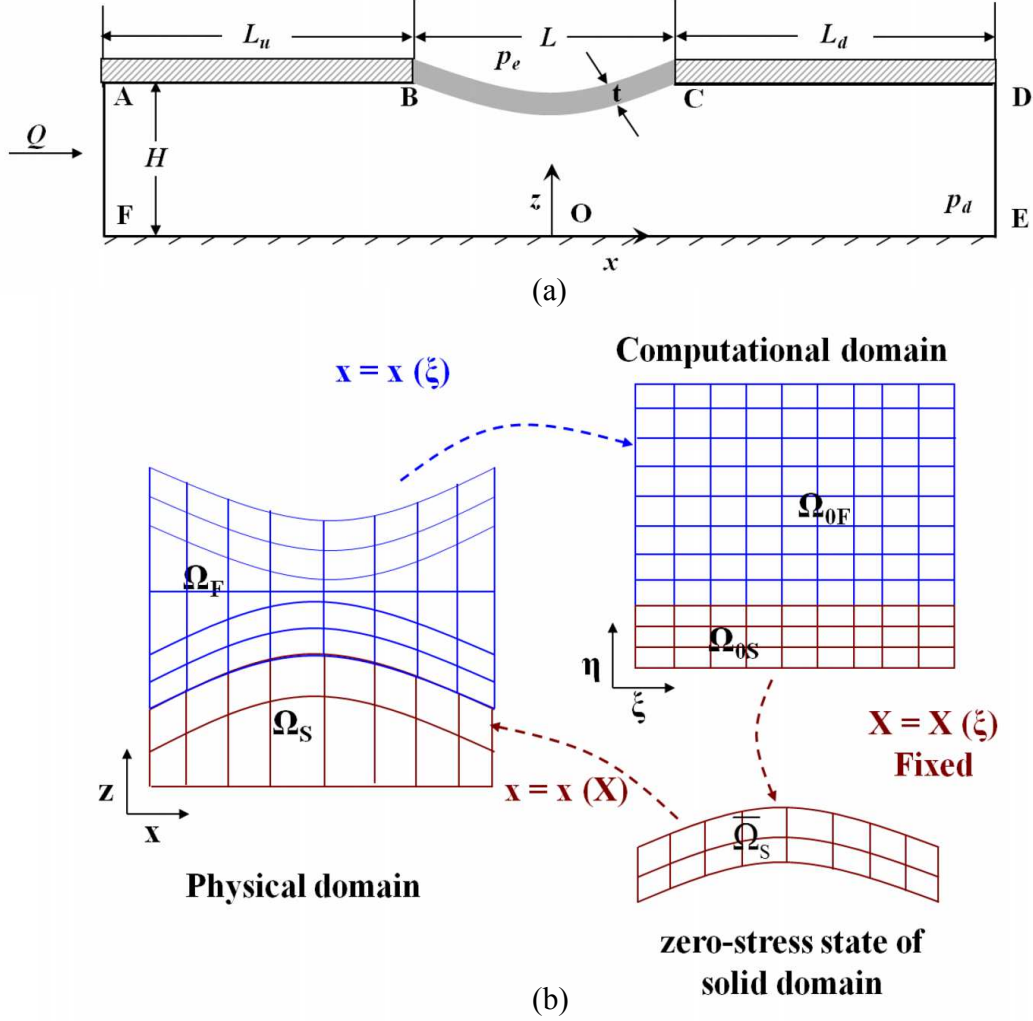 L_u L L_d
p_e
A B t C D
Q H
z O p_d
F E
x
(a)
Computational domain
x = x (ξ)
Ω_0F
Ω_F
Ω_0S
η
ξ
Ω_S
X = X (ξ)
Fixed
z
x = x (X)
x
Ω̅_S
Physical domain
zero-stress state of
solid domain
(b)